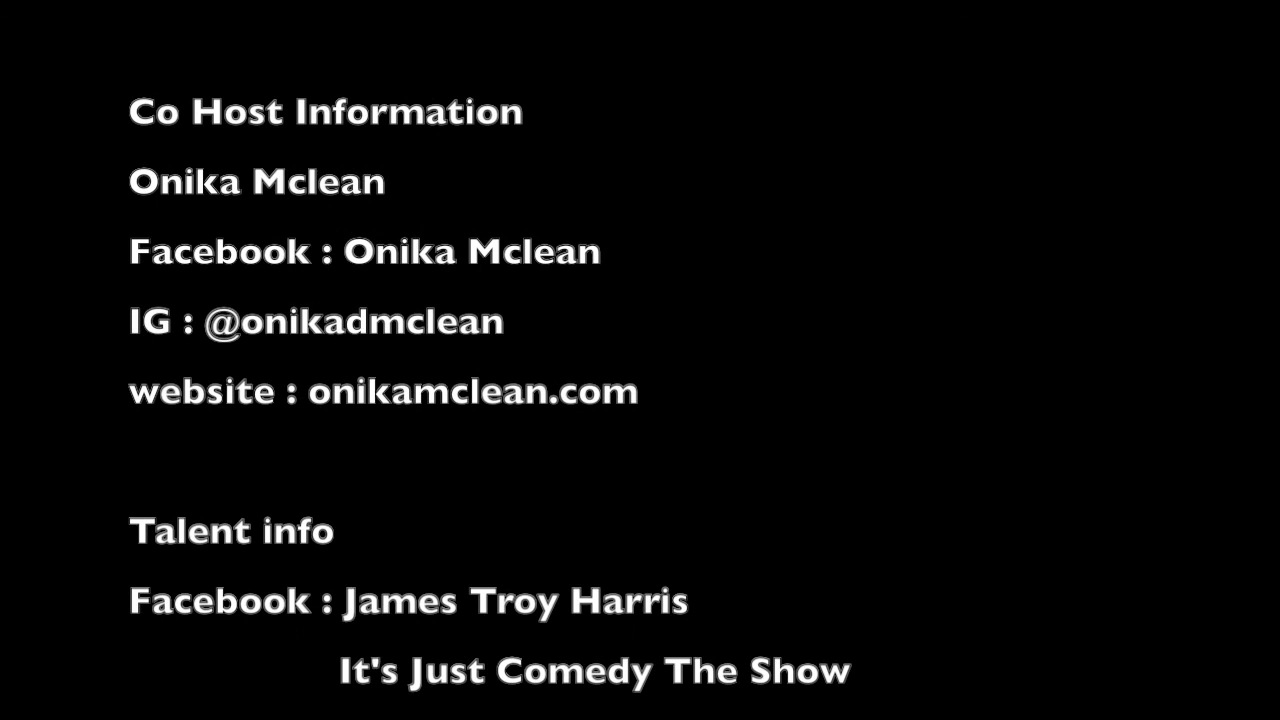 Co Host Information
Onika Mclean
Facebook : Onika Mclean
IG : @onikadmclean
website : onikamclean.com
Talent info
Facebook : James Troy Harris
It's Just Comedy The Show